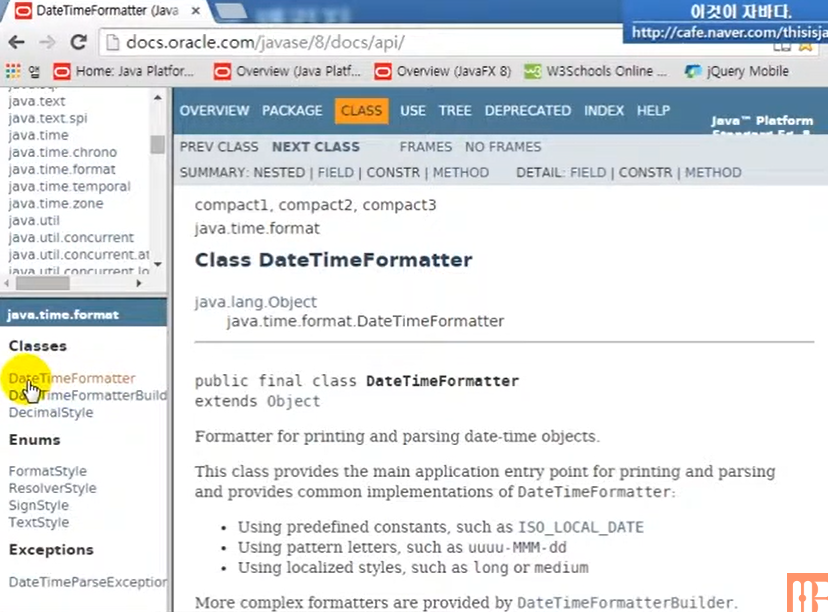 DateTimeFormatter (Java
이것이 자바다.
docs.oracle.com/javase/8/docs/api/
http://cafe.naver.com/thisisja
앱
Home: Java Platfor...
Overview (Java Platf...
Overview (JavaFX 8)
W3Schools Online ...
jQuery Mobile
java.text
java.text.spi
java.time
java.time.chrono
java.time.format
java.time.temporal
java.time.zone
java.util
java.util.concurrent
java.util.concurrent.at
java.util.concurrent.lo
java.time.format
Classes
DateTimeFormatter
DateTimeFormatterBuild
DecimalStyle
Enums
FormatStyle
ResolverStyle
SignStyle
TextStyle
Exceptions
DateTimeParseException
OVERVIEW PACKAGE CLASS USE TREE DEPRECATED INDEX HELP
Java™ Platform
Standard Ed. 8
PREV CLASS NEXT CLASS FRAMES NO FRAMES
SUMMARY: NESTED | FIELD | CONSTR | METHOD DETAIL: FIELD | CONSTR | METHOD
compact1, compact2, compact3
java.time.format
Class DateTimeFormatter
java.lang.Object
java.time.format.DateTimeFormatter
public final class DateTimeFormatter
extends Object
Formatter for printing and parsing date-time objects.
This class provides the main application entry point for printing and parsing
and provides common implementations of DateTimeFormatter:
• Using predefined constants, such as ISO_LOCAL_DATE
• Using pattern letters, such as uuuu-MMM-dd
• Using localized styles, such as long or medium
More complex formatters are provided by DateTimeFormatterBuilder.